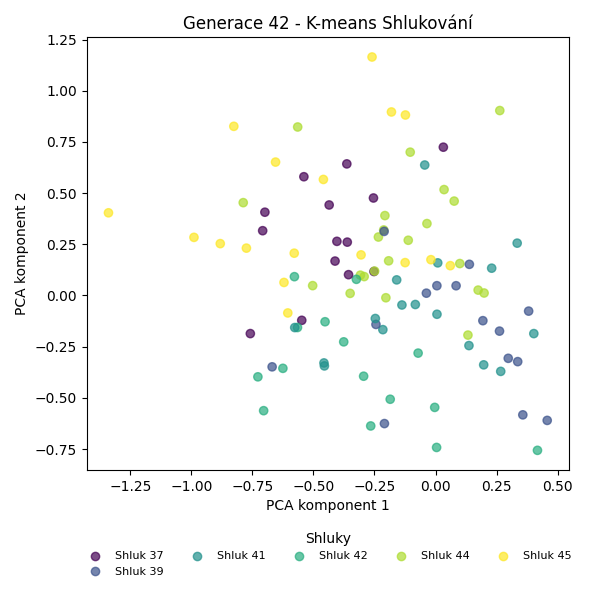 Generace 42 - K-means Shlukování
1.25
1.00
0.75
0.50
0.25
0.00
−0.25
−0.50
−0.75
PCA komponent 2
−1.25 −1.00 −0.75 −0.50 −0.25 0.00 0.25 0.50
PCA komponent 1
Shluky
Shluk 37 Shluk 41 Shluk 42 Shluk 44 Shluk 45
Shluk 39